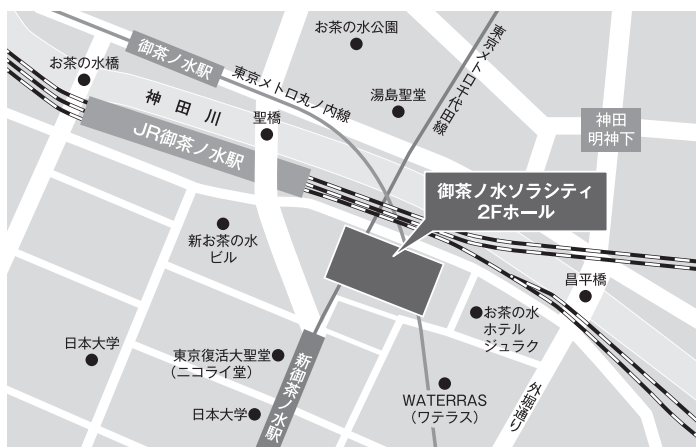 お茶の水公園
御茶ノ水駅
お茶の水橋
東京メトロ丸ノ内線
東京メトロ千代田線
湯島聖堂
神田川
聖橋
JR御茶ノ水駅
神田
明神下
御茶ノ水ソラシティ
2Fホール
新お茶の水
ビル
昌平橋
お茶の水
ホテル
ジュラク
日本大学
東京復活大聖堂
（ニコライ堂）
新御茶ノ水駅
日本大学
WATERRAS
（ワテラス）
外堀通り